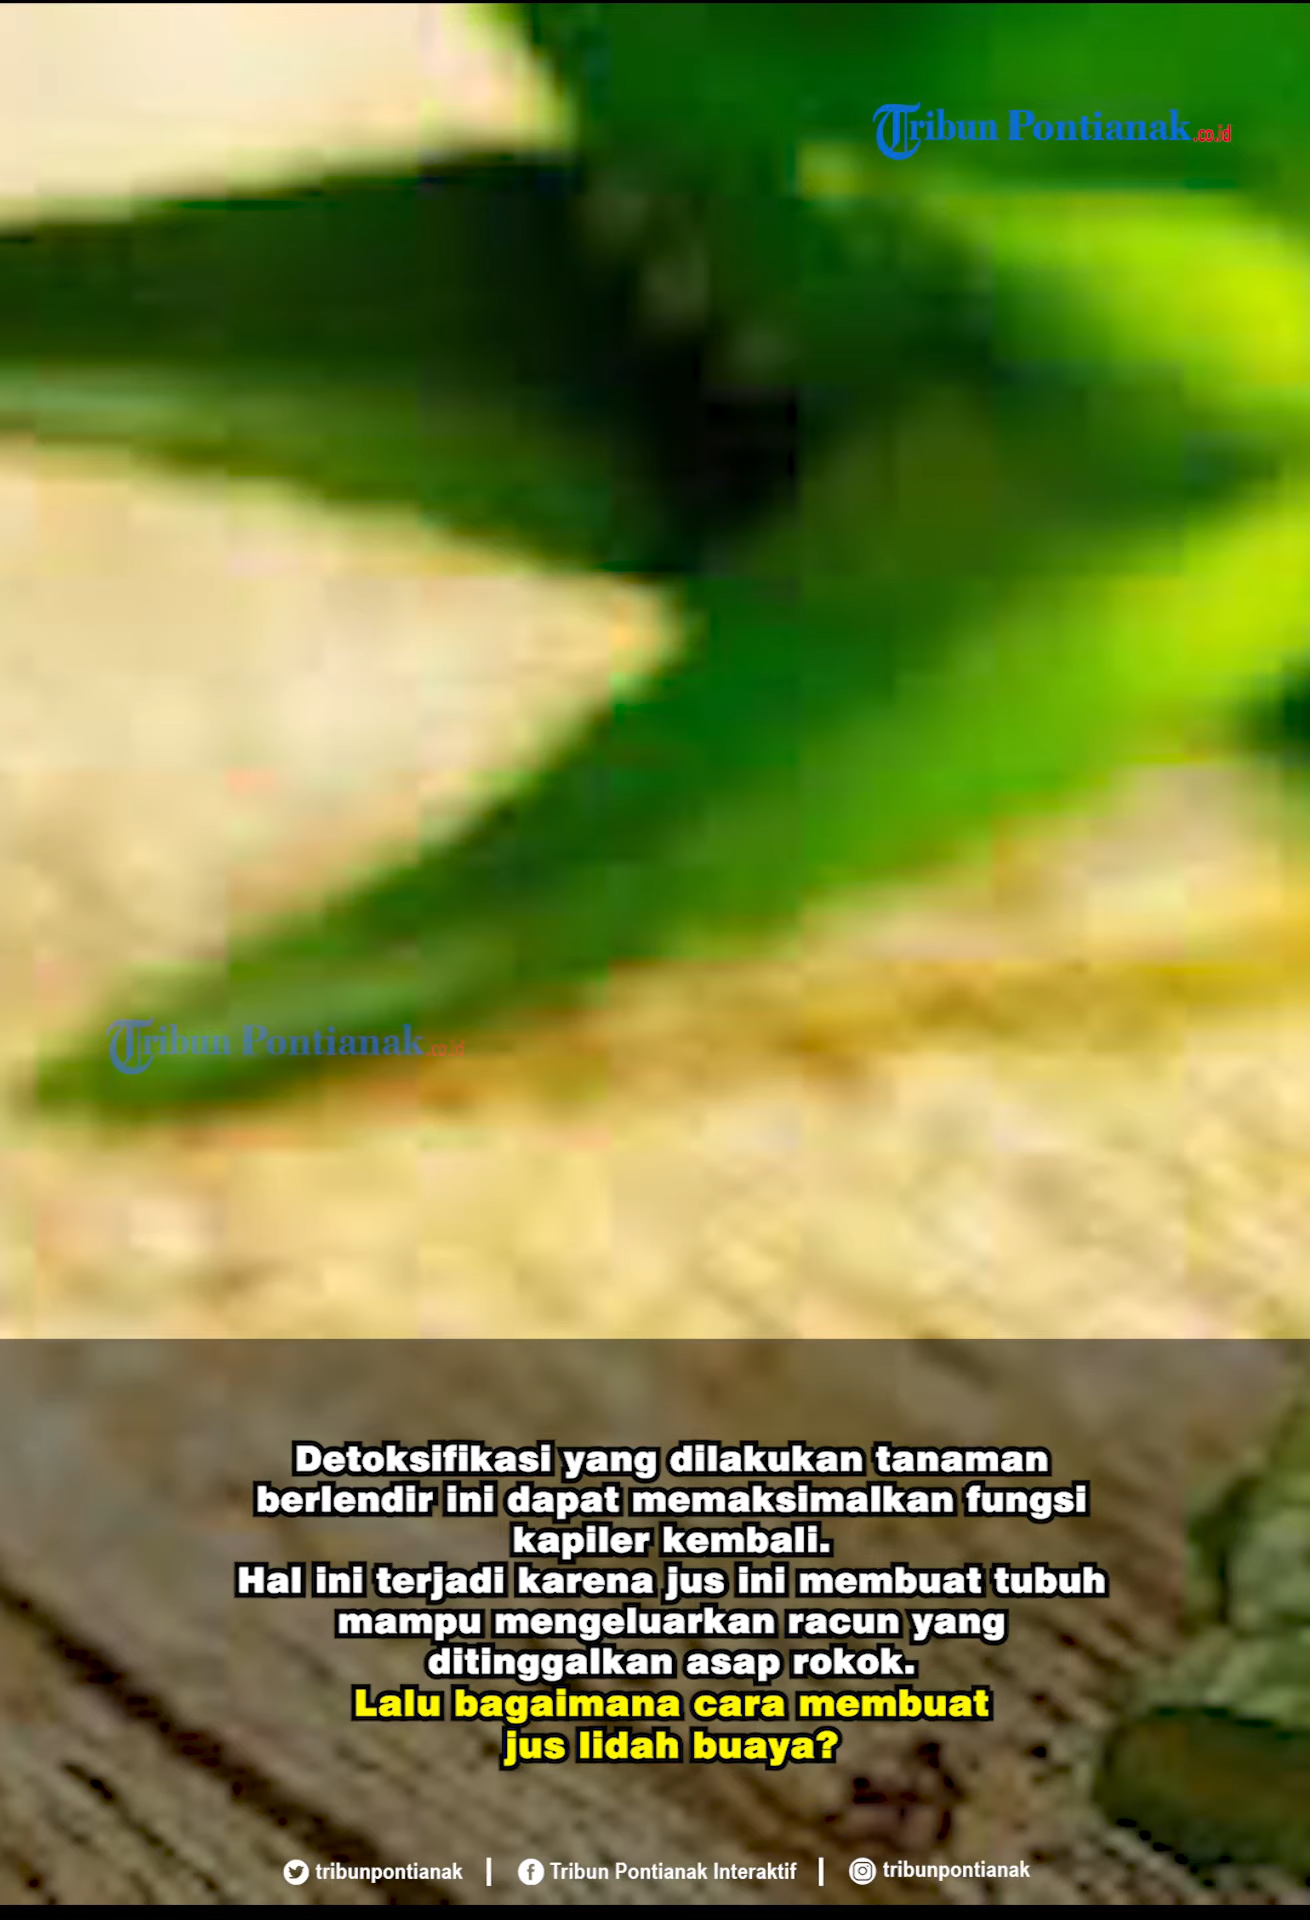 Tribun Pontianak.co.id
Tribun Pontianak.co.id
Detoksifikasi yang dilakukan tanaman
berlendir ini dapat memaksimalkan fungsi
kapiler kembali.
Hal ini terjadi karena jus ini membuat tubuh
mampu mengeluarkan racun yang
ditinggalkan asap rokok.
Lalu bagaimana cara membuat
jus lidah buaya?
tribunpontianak | Tribun Pontianak Interaktif | tribunpontianak